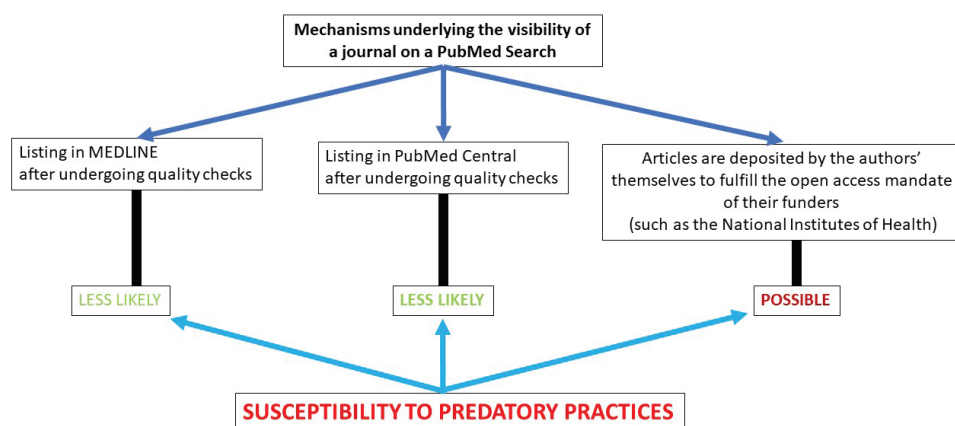 Mechanisms underlying the visibility of
a journal on a PubMed Search
Listing in MEDLINE
after undergoing quality checks
Listing in PubMed Central
after undergoing quality checks
Articles are deposited by the authors’
themselves to fulfill the open access mandate
of their funders
(such as the National Institutes of Health)
LESS LIKELY
LESS LIKELY
POSSIBLE
SUSCEPTIBILITY TO PREDATORY PRACTICES